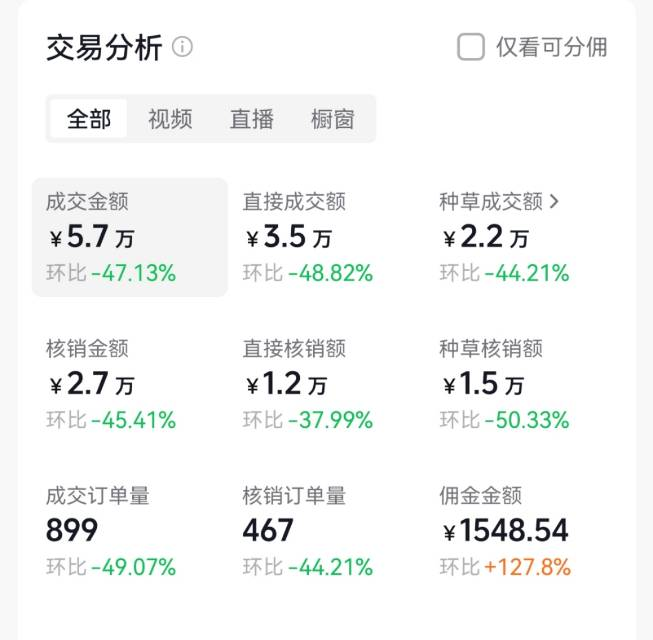 交易分析
仅看可分佣
全部 视频 直播 橱窗
成交金额 直接成交额 种草成交额
¥5.7 万 ¥3.5 万 ¥2.2 万
环比 -47.13% 环比 -48.82% 环比 -44.21%
核销金额 直接核销额 种草核销额
¥2.7 万 ¥1.2 万 ¥1.5 万
环比 -45.41% 环比 -37.99% 环比 -50.33%
成交订单量 核销订单量 佣金金额
899 467 ¥1548.54
环比 -49.07% 环比 -44.21% 环比 +127.8%